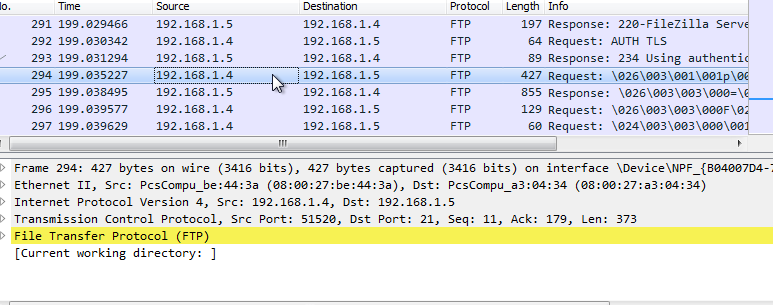 No. Time Source Destination Protocol Length Info
291 199.029466 192.168.1.5 192.168.1.4 FTP 197 Response: 220-FileZilla Serve
292 199.030342 192.168.1.4 192.168.1.5 FTP 64 Request: AUTH TLS
293 199.031294 192.168.1.5 192.168.1.4 FTP 89 Response: 234 Using authentic
294 199.035227 192.168.1.4 192.168.1.5 FTP 427 Request: \026\003\001\001p\00
295 199.038495 192.168.1.5 192.168.1.4 FTP 855 Response: \026\003\003\000=\0
296 199.039577 192.168.1.4 192.168.1.5 FTP 129 Request: \026\003\003\000F\02
297 199.039629 192.168.1.4 192.168.1.5 FTP 60 Request: \024\003\003\000\001
Frame 294: 427 bytes on wire (3416 bits), 427 bytes captured (3416 bits) on interface \Device\NPF_{B04007D4-7
Ethernet II, Src: PcsCompu_be:44:3a (08:00:27:be:44:3a), Dst: PcsCompu_a3:04:34 (08:00:27:a3:04:34)
Internet Protocol Version 4, Src: 192.168.1.4, Dst: 192.168.1.5
Transmission Control Protocol, Src Port: 51520, Dst Port: 21, Seq: 11, Ack: 179, Len: 373
File Transfer Protocol (FTP)
[Current working directory: ]